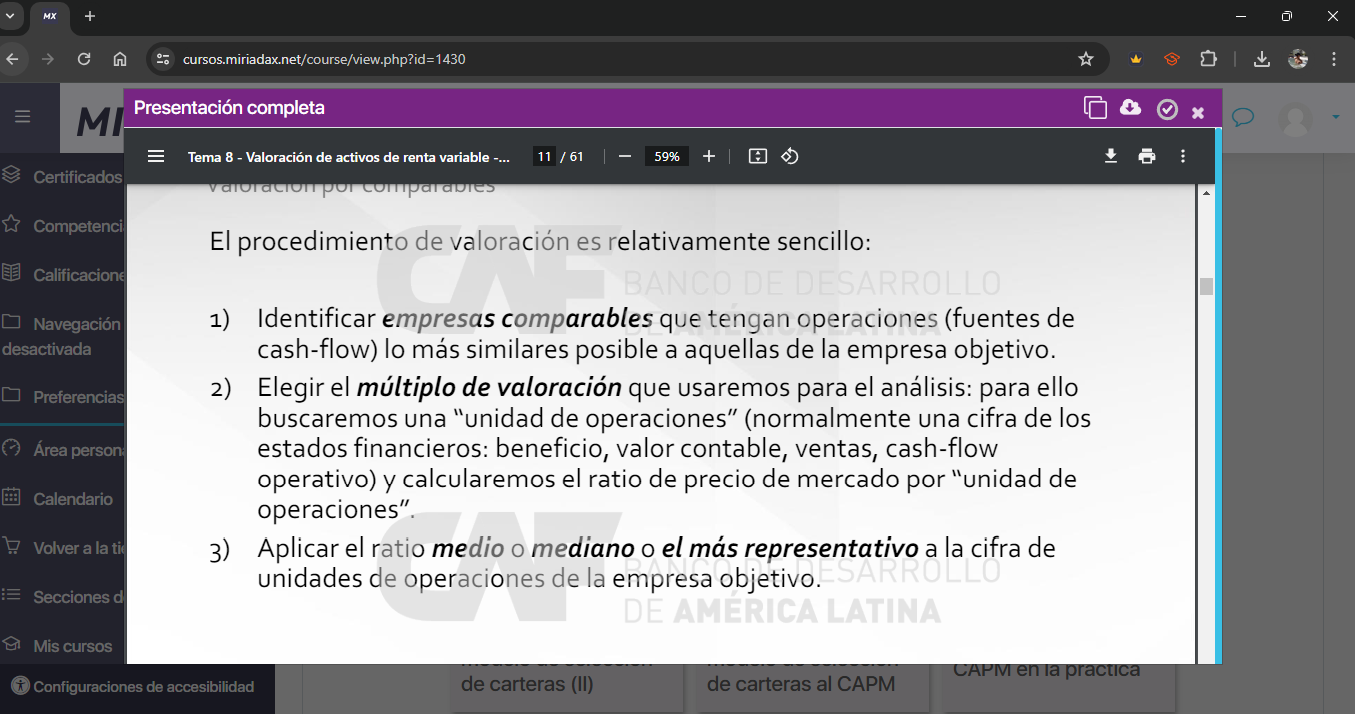 MX
cursos.miriadax.net/course/view.php?id=1430
Presentación completa
Tema 8 - Valoración de activos de renta variable -...
11 / 61
59%
Certificados
Competenci
Calificacione
Navegación
desactivada
Preferencias
Área persona
Calendario
Volver a la tie
Secciones d
Mis cursos
Configuraciones de accesibilidad
Valoración por comparables
El procedimiento de valoración es relativamente sencillo:
1) Identificar empresas comparables que tengan operaciones (fuentes de
cash-flow) lo más similares posible a aquellas de la empresa objetivo.
2) Elegir el múltiplo de valoración que usaremos para el análisis: para ello
buscaremos una “unidad de operaciones” (normalmente una cifra de los
estados financieros: beneficio, valor contable, ventas, cash-flow
operativo) y calcularemos el ratio de precio de mercado por “unidad de
operaciones”.
3) Aplicar el ratio medio o mediano o el más representativo a la cifra de
unidades de operaciones de la empresa objetivo.
CAF BANCO DE DESARROLLO
DE AMÉRICA LATINA
CAF BANCO DE DESARROLLO
DE AMÉRICA LATINA
modelo de selección
de carteras (II)
modelo de selección
de carteras al CAPM
CAPM en la práctica